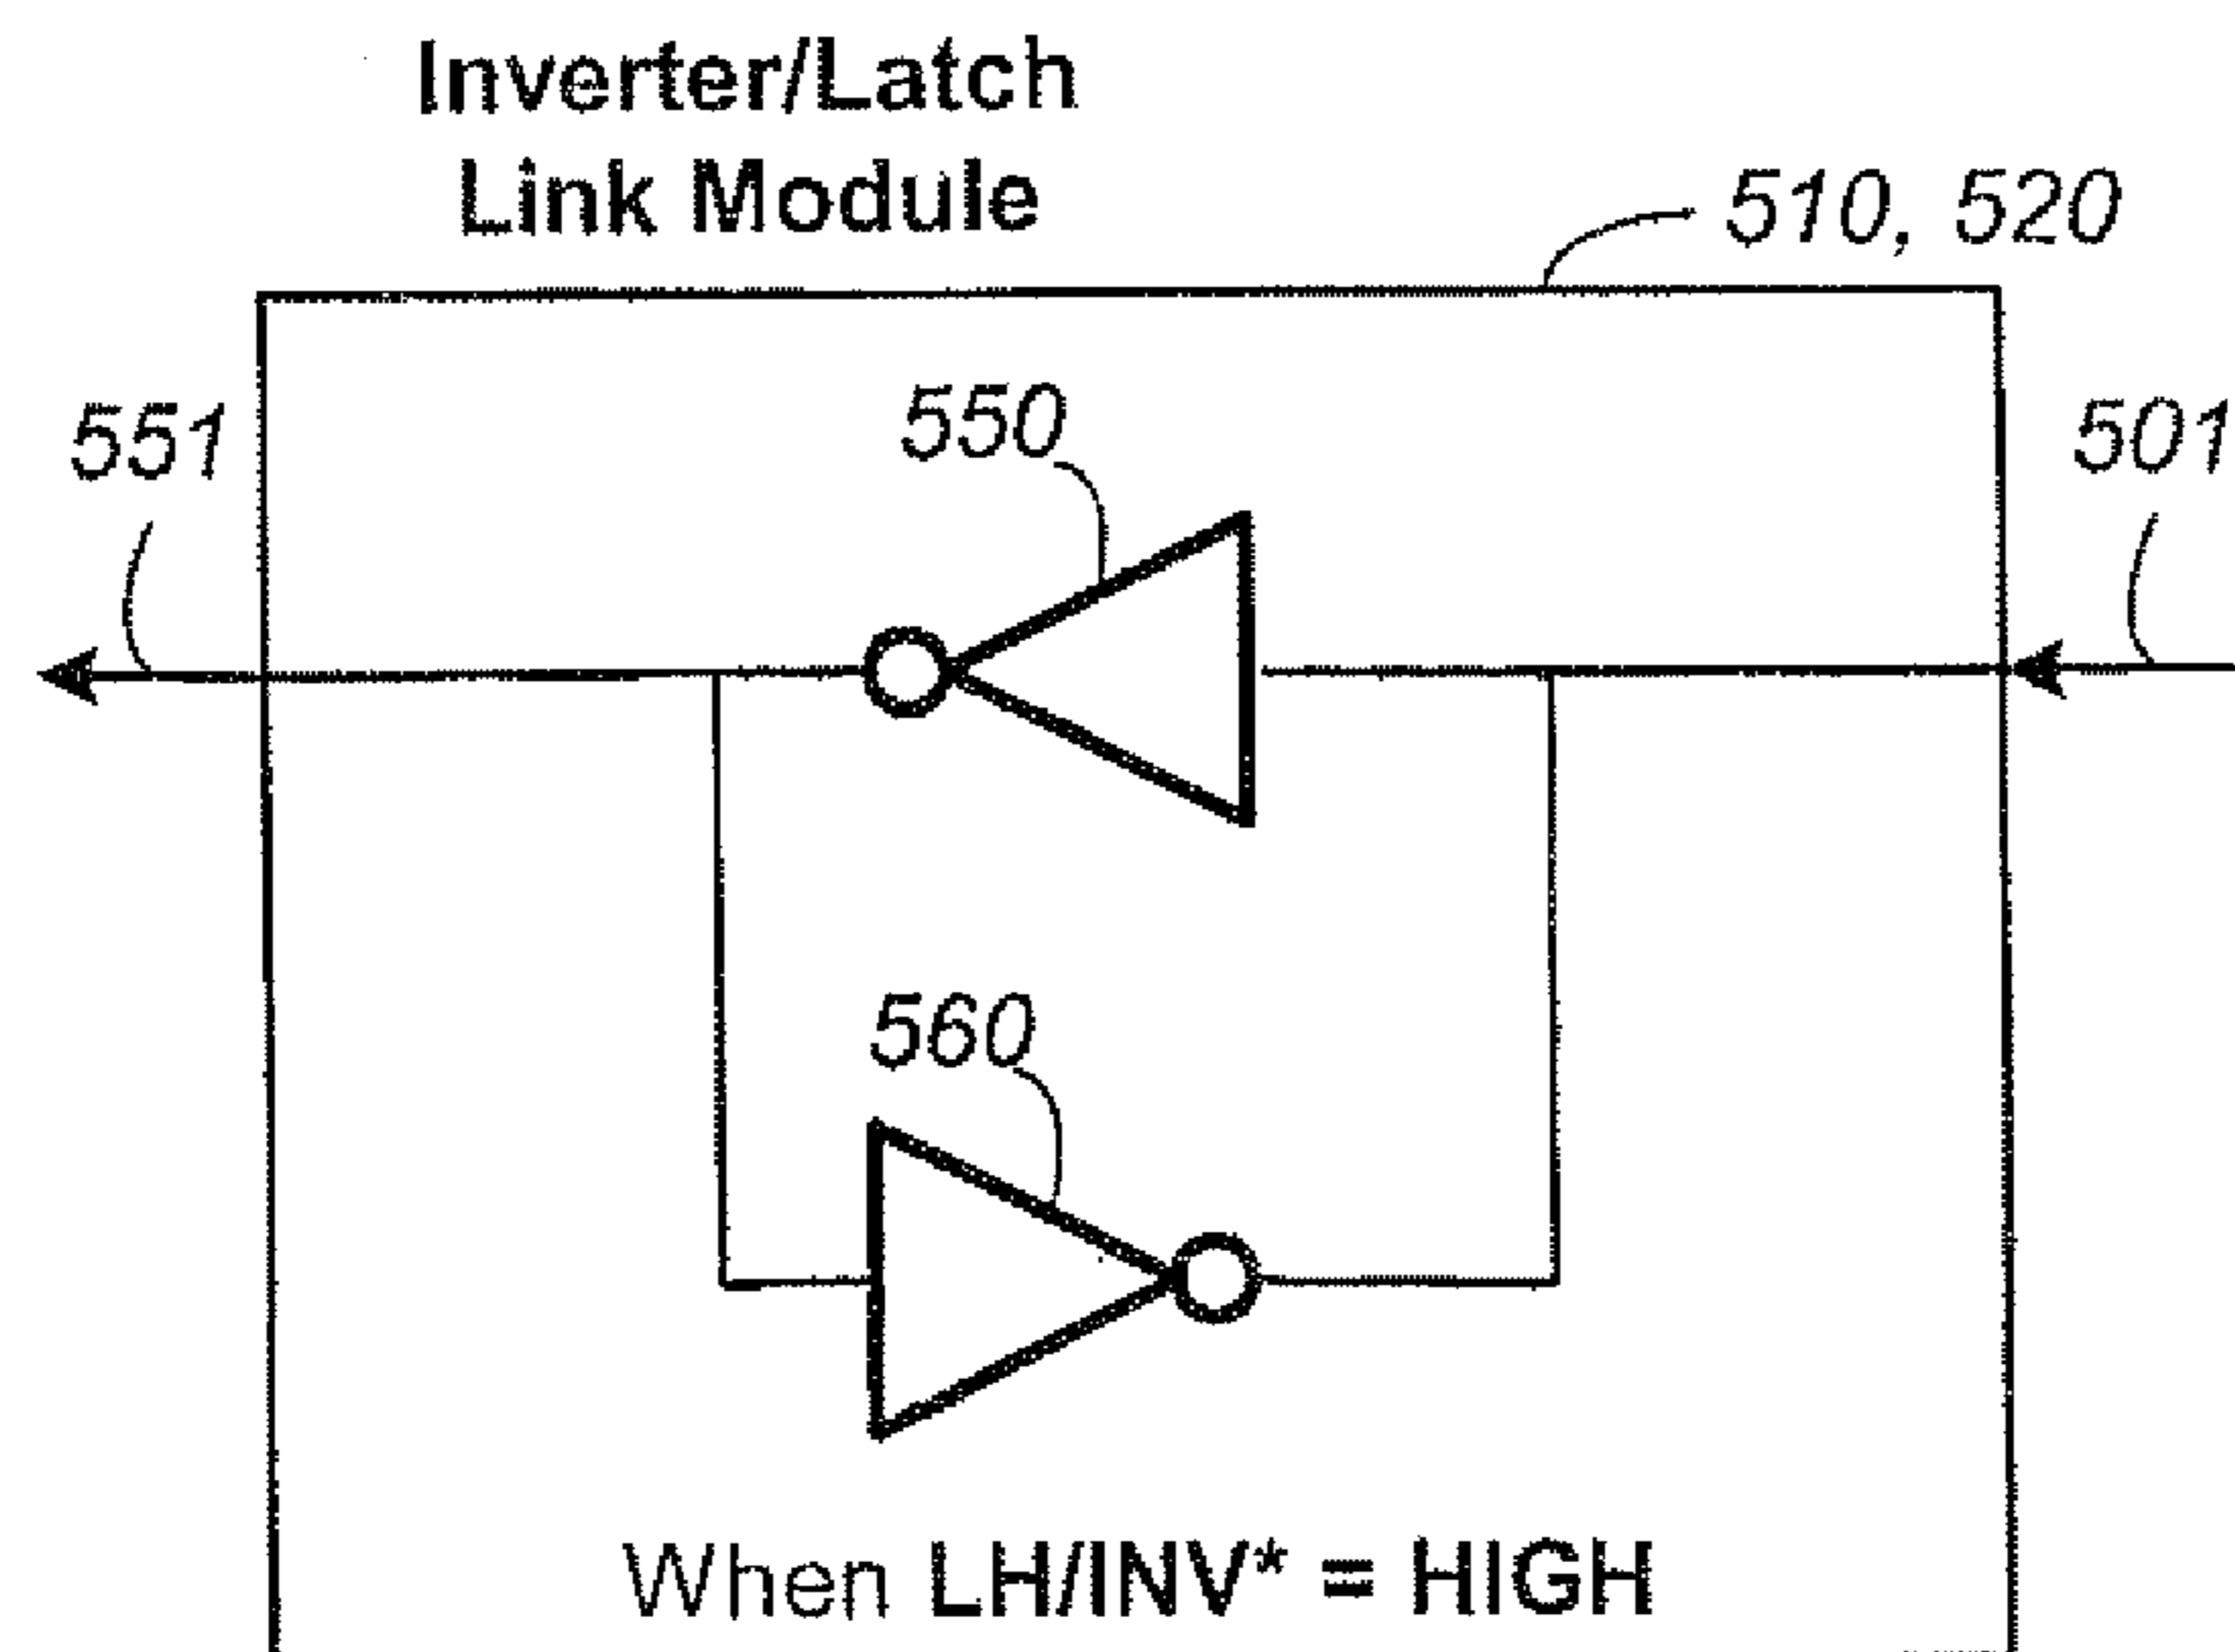 Inverter/Latch
Link Module
510, 520
551
550
501
560
When LH/INV* = HIGH